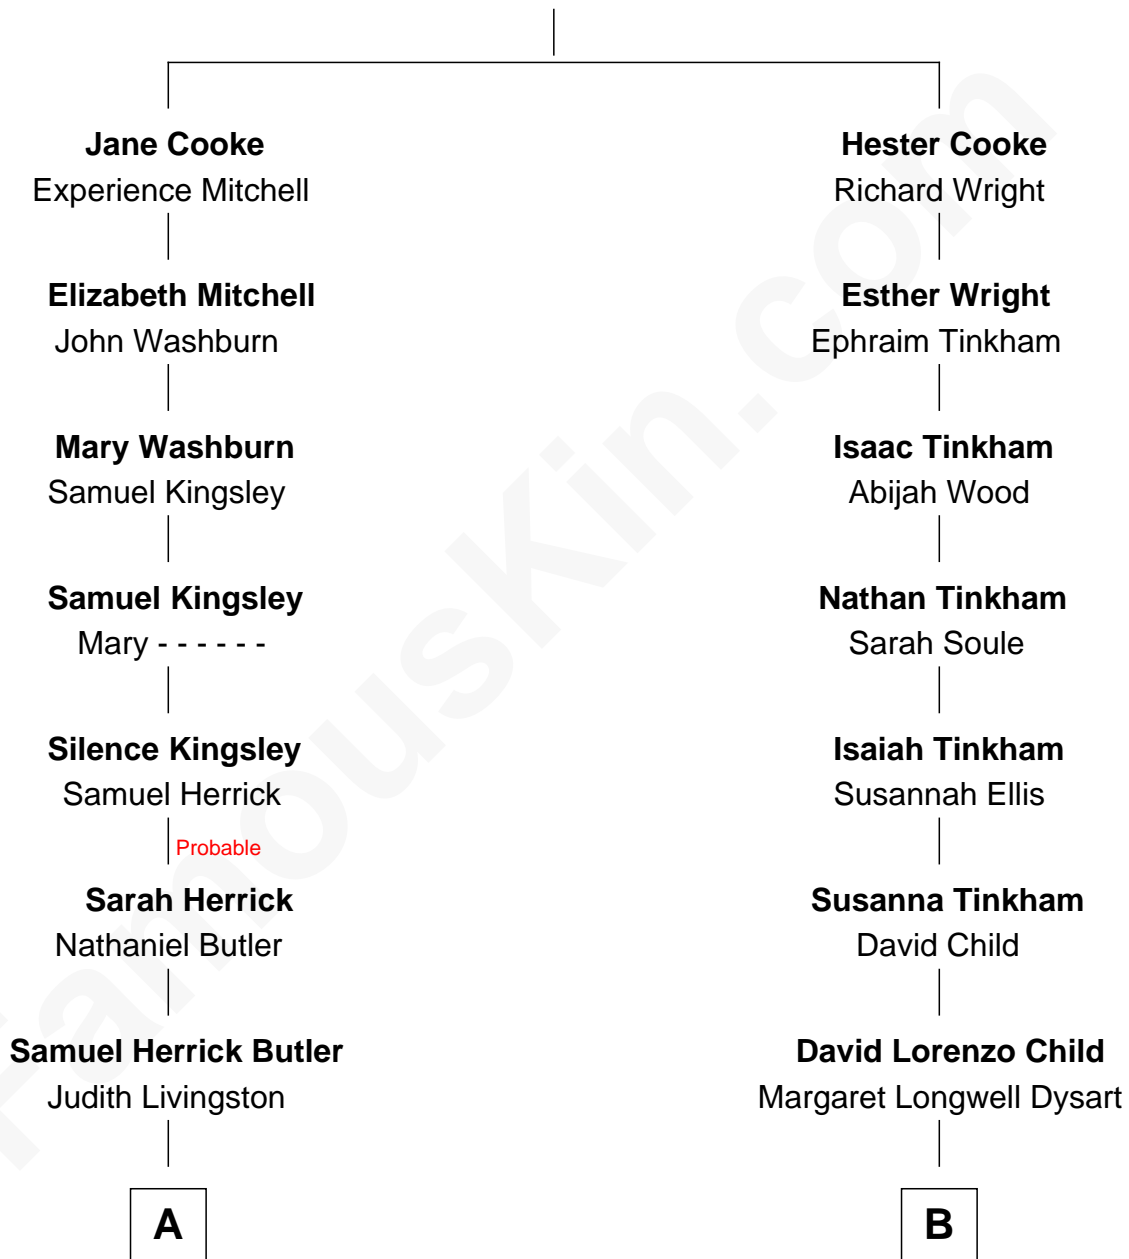 Jane Cooke
Experience Mitchell
Hester Cooke
Richard Wright
Elizabeth Mitchell
John Washburn
Esther Wright
Ephraim Tinkham
Mary Washburn
Samuel Kingsley
Isaac Tinkham
Abijah Wood
Samuel Kingsley
Mary - - - - - -
Nathan Tinkham
Sarah Soule
Silence Kingsley
Samuel Herrick
Isaiah Tinkham
Susannah Ellis
Probable
Sarah Herrick
Nathaniel Butler
Susanna Tinkham
David Child
Samuel Herrick Butler
Judith Livingston
David Lorenzo Child
Margaret Longwell Dysart
A
B
FamousKin.com